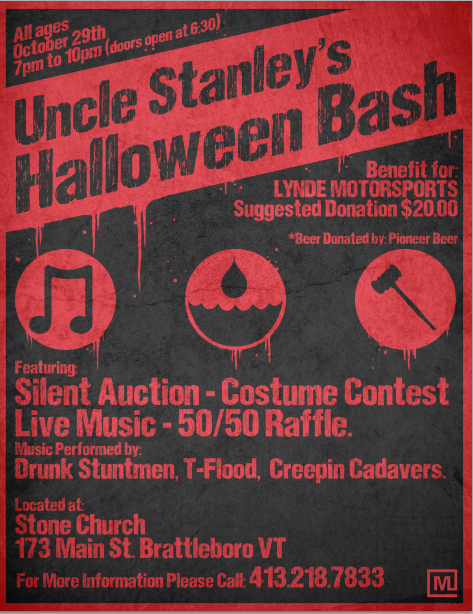 All ages
October 29th
7pm to 10pm (doors open at 6:30)
Uncle Stanley's
Halloween Bash
Benefit for:
LYNDE MOTORSPORTS
Suggested Donation $20.00
*Beer Donated by: Pioneer Beer
Featuring:
Silent Auction - Costume Contest
Live Music - 50/50 Raffle.
Music Performed by:
Drunk Stuntmen, T-Flood, Creepin Cadavers.
Located at:
Stone Church
173 Main St. Brattleboro VT
For More Information Please Call: 413.218.7833
M